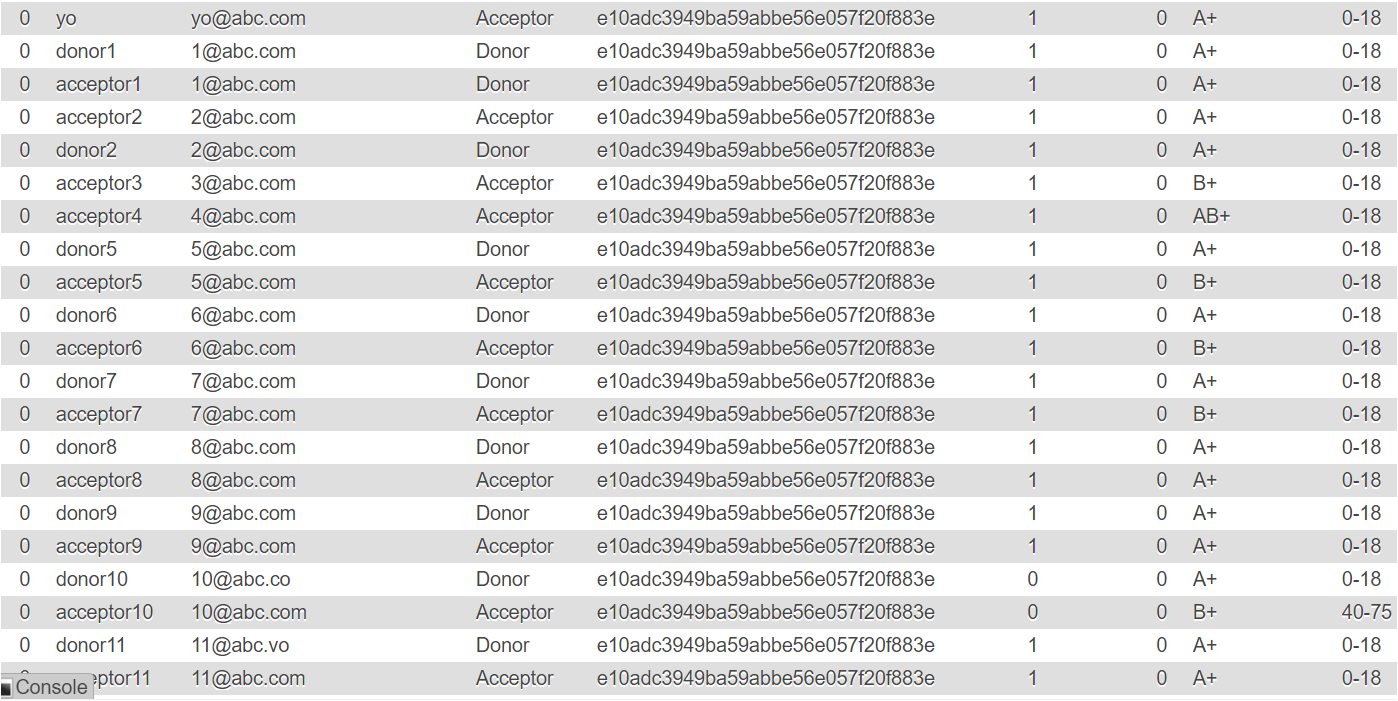 0 yo yo@abc.com Acceptor e10adc3949ba59abbe56e057f20f883e 1 0 A+ 0-18
0 donor1 1@abc.com Donor e10adc3949ba59abbe56e057f20f883e 1 0 A+ 0-18
0 acceptor1 1@abc.com Donor e10adc3949ba59abbe56e057f20f883e 1 0 A+ 0-18
0 acceptor2 2@abc.com Acceptor e10adc3949ba59abbe56e057f20f883e 1 0 A+ 0-18
0 donor2 2@abc.com Donor e10adc3949ba59abbe56e057f20f883e 1 0 A+ 0-18
0 acceptor3 3@abc.com Acceptor e10adc3949ba59abbe56e057f20f883e 1 0 B+ 0-18
0 acceptor4 4@abc.com Acceptor e10adc3949ba59abbe56e057f20f883e 1 0 AB+ 0-18
0 donor5 5@abc.com Donor e10adc3949ba59abbe56e057f20f883e 1 0 A+ 0-18
0 acceptor5 5@abc.com Acceptor e10adc3949ba59abbe56e057f20f883e 1 0 B+ 0-18
0 donor6 6@abc.com Donor e10adc3949ba59abbe56e057f20f883e 1 0 A+ 0-18
0 acceptor6 6@abc.com Acceptor e10adc3949ba59abbe56e057f20f883e 1 0 B+ 0-18
0 donor7 7@abc.com Donor e10adc3949ba59abbe56e057f20f883e 1 0 A+ 0-18
0 acceptor7 7@abc.com Acceptor e10adc3949ba59abbe56e057f20f883e 1 0 B+ 0-18
0 donor8 8@abc.com Donor e10adc3949ba59abbe56e057f20f883e 1 0 A+ 0-18
0 acceptor8 8@abc.com Acceptor e10adc3949ba59abbe56e057f20f883e 1 0 A+ 0-18
0 donor9 9@abc.com Donor e10adc3949ba59abbe56e057f20f883e 1 0 A+ 0-18
0 acceptor9 9@abc.com Acceptor e10adc3949ba59abbe56e057f20f883e 1 0 A+ 0-18
0 donor10 10@abc.co Donor e10adc3949ba59abbe56e057f20f883e 0 0 A+ 0-18
0 acceptor10 10@abc.com Acceptor e10adc3949ba59abbe56e057f20f883e 0 0 B+ 40-75
0 donor11 11@abc.vo Donor e10adc3949ba59abbe56e057f20f883e 1 0 A+ 0-18
ptor11 11@abc.com Acceptor e10adc3949ba59abbe56e057f20f883e 1 0 A+ 0-18
Console